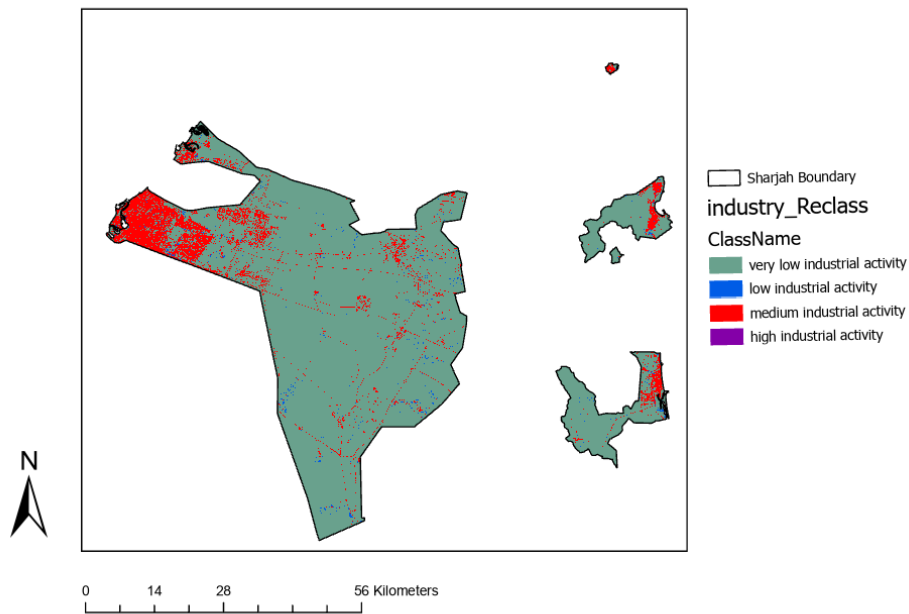 Sharjah Boundary
industry_Reclass
ClassName
very low industrial activity
low industrial activity
medium industrial activity
high industrial activity
N
0 14 28 56 Kilometers